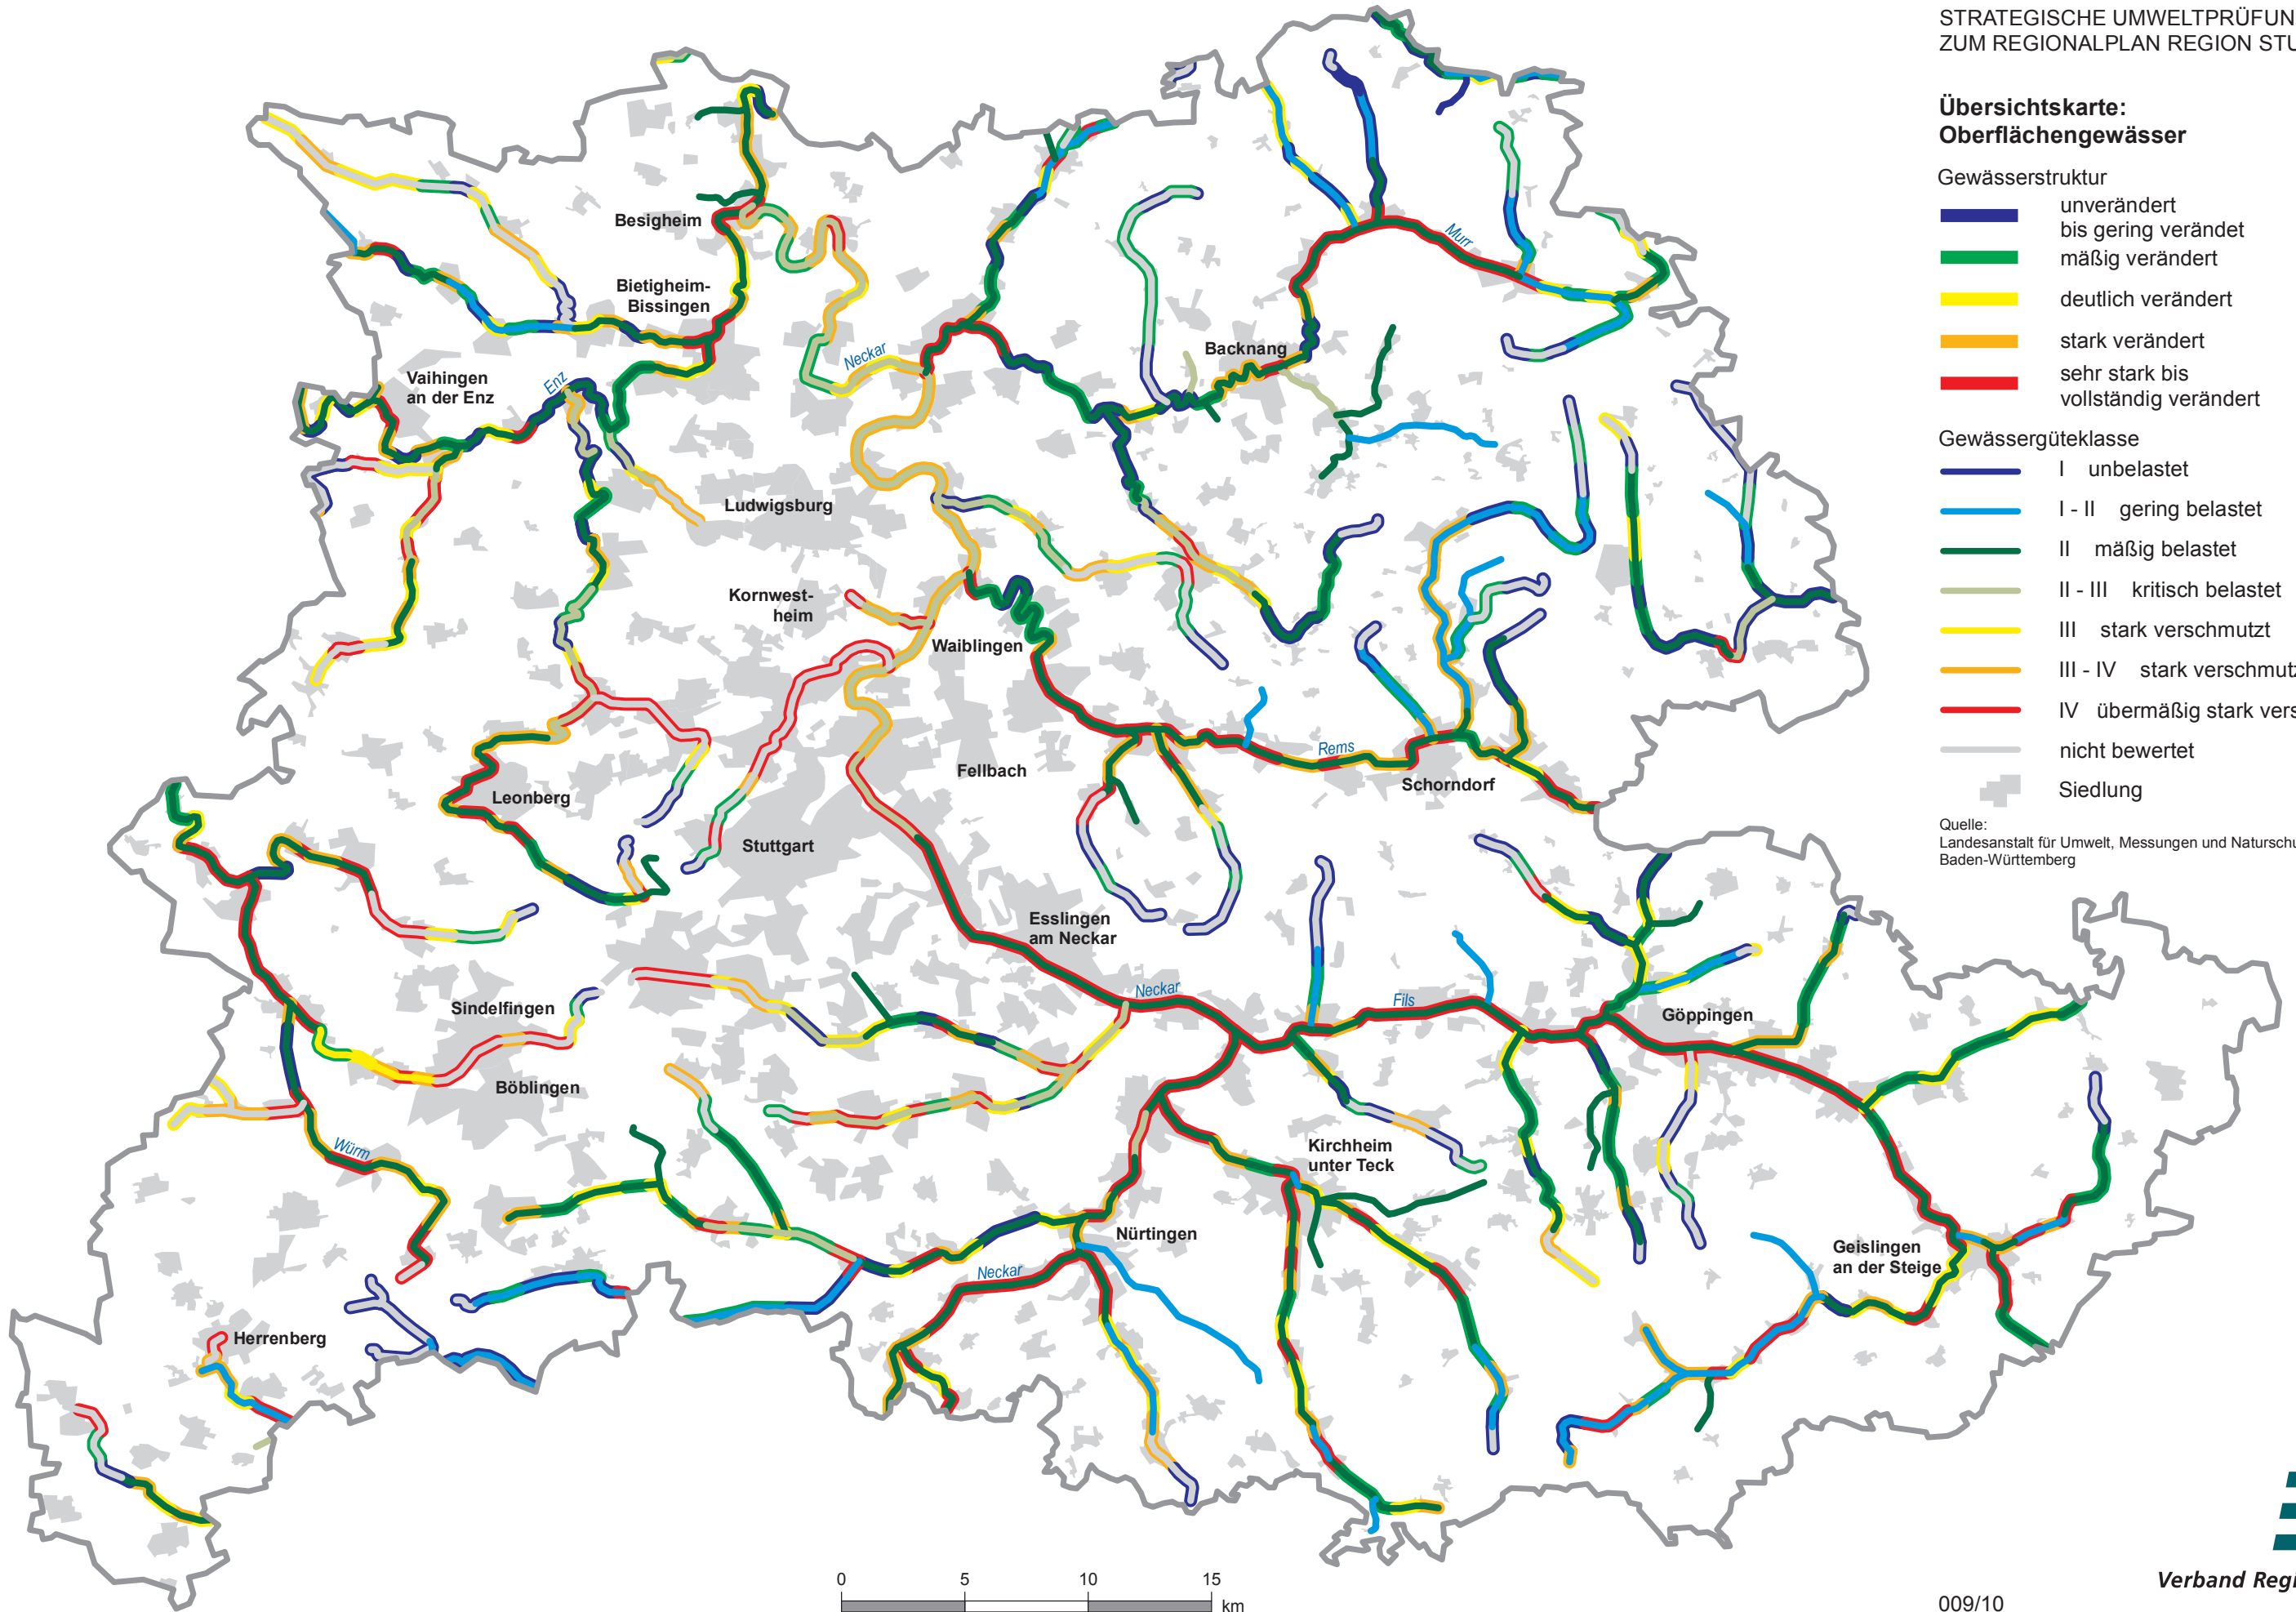 STRATEGISCHE UMWELTPRÜFUN
ZUM REGIONALPLAN REGION STU
Übersichtskarte:
Oberflächengewässer
Gewässerstruktur
unverändert
bis gering verändet
mäßig verändert
deutlich verändert
stark verändert
sehr stark bis
vollständig verändert
Gewässergüteklasse
I unbelastet
I - II gering belastet
II mäßig belastet
II - III kritisch belastet
III stark verschmutzt
III - IV stark verschmutz
IV übermäßig stark vers
nicht bewertet
Siedlung
Quelle:
Landesanstalt für Umwelt, Messungen und Naturschu
Baden-Württemberg
Besigheim
Murr
Bietigheim-
Bissingen
Neckar
Backnang
Vaihingen
an der Enz
Enz
Ludwigsburg
Kornwest-
heim
Waiblingen
Rems
Fellbach
Schorndorf
Leonberg
Stuttgart
Esslingen
am Neckar
Neckar
Fils
Sindelfingen
Göppingen
Böblingen
Würm
Kirchheim
unter Teck
Nürtingen
Neckar
Geislingen
an der Steige
Herrenberg
0 5 10 15
km
Verband Regi
009/10